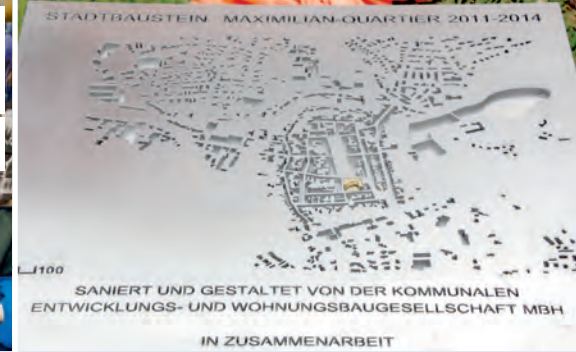 STADTBAUSTEIN MAXIMILIAN-QUARTIER 2011-2014
100
SANIERT UND GESTALTET VON DER KOMMUNALEN
ENTWICKLUNGS- UND WOHNUNGSBAUGESELLSCHAFT MBH
IN ZUSAMMENARBEIT